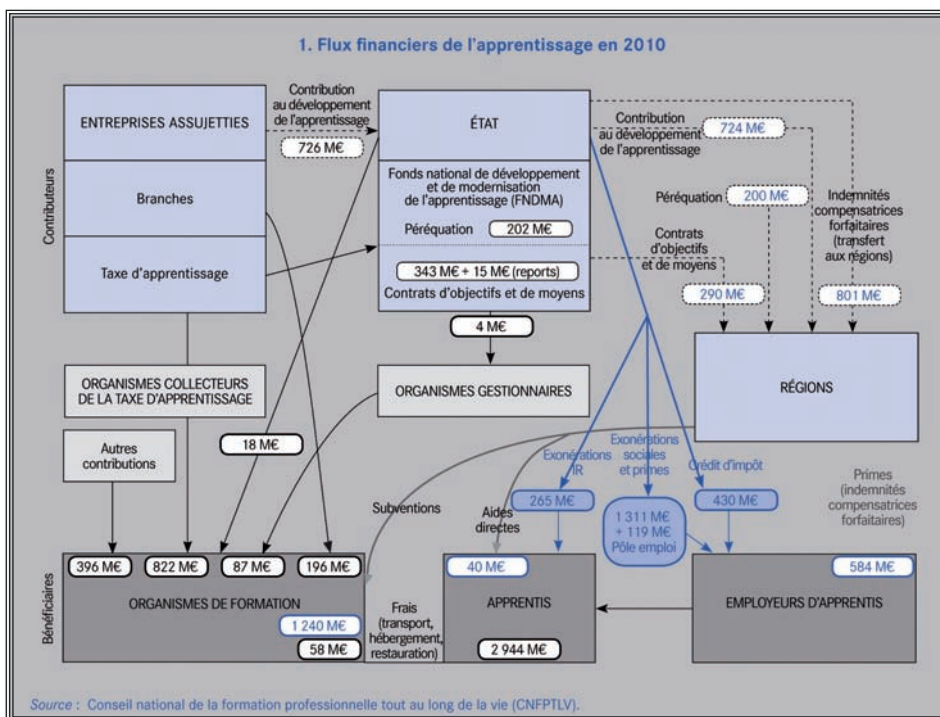 1. Flux financiers de l'apprentissage en 2010
Contributeurs
ENTREPRISES ASSUJETTIES
Branches
Taxe d'apprentissage
Contribution
au développement
de l'apprentissage
726 M€
ÉTAT
Fonds national de développement
et de modernisation
de l'apprentissage (FNDMA)
Péréquation
202 M€
343 M€ + 15 M€ (reports)
Contrats d'objectifs et de moyens
4 M€
Contribution
au développement
de l'apprentissage
724 M€
Péréquation
200 M€
Contrats
d'objectifs
et de moyens
290 M€
Indemnités
compensatrices
forfaitaires
(transfert
aux régions)
801 M€
ORGANISMES COLLECTEURS
DE LA TAXE D'APPRENTISSAGE
ORGANISMES GESTIONNAIRES
RÉGIONS
Autres
contributions
18 M€
Subventions
Aides
directes
Exonérations
IR
265 M€
Exonérations
sociales
et primes
1 311 M€
+ 119 M€
Pôle emploi
Crédit d'impôt
430 M€
Primes
(indemnités
compensatrices
forfaitaires)
Bénéficiaires
396 M€
822 M€
87 M€
196 M€
ORGANISMES DE FORMATION
1 240 M€
58 M€
Frais
(transport,
hébergement,
restauration)
40 M€
APPRENTIS
2 944 M€
584 M€
EMPLOYEURS D'APPRENTIS
Source : Conseil national de la formation professionnelle tout au long de la vie (CNFPTLV).